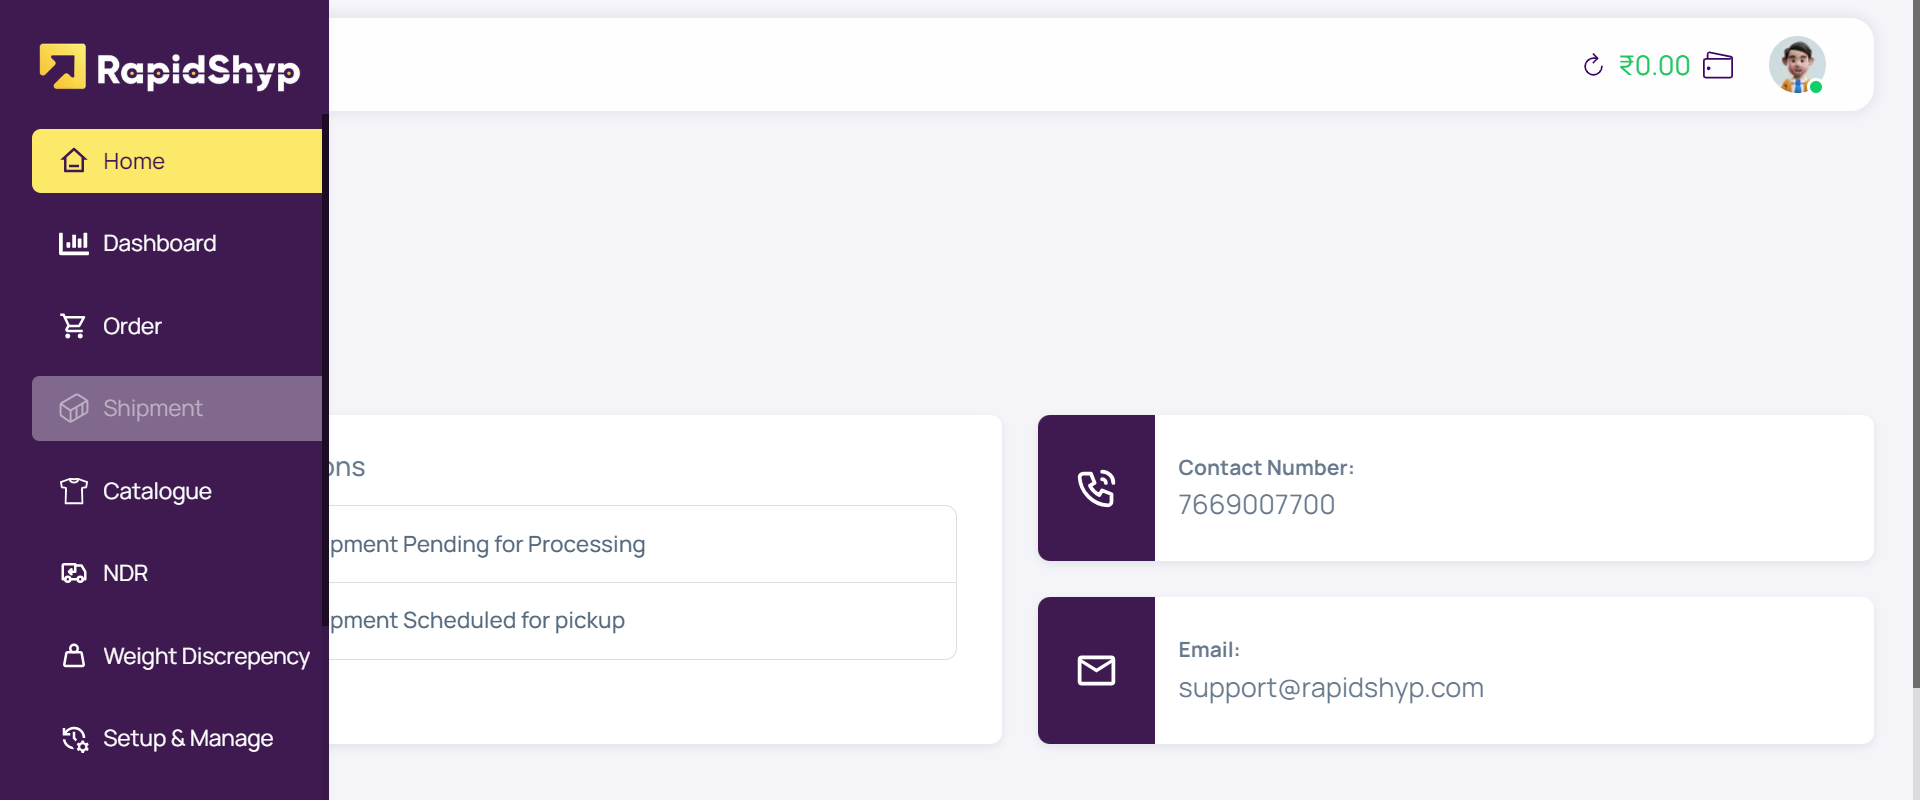 RapidShyp
₹0.00
Home
Dashboard
Order
Shipment
Catalogue
NDR
Weight Discrepency
Setup & Manage
ons
pment Pending for Processing
pment Scheduled for pickup
Contact Number:
7669007700
Email:
support@rapidshyp.com